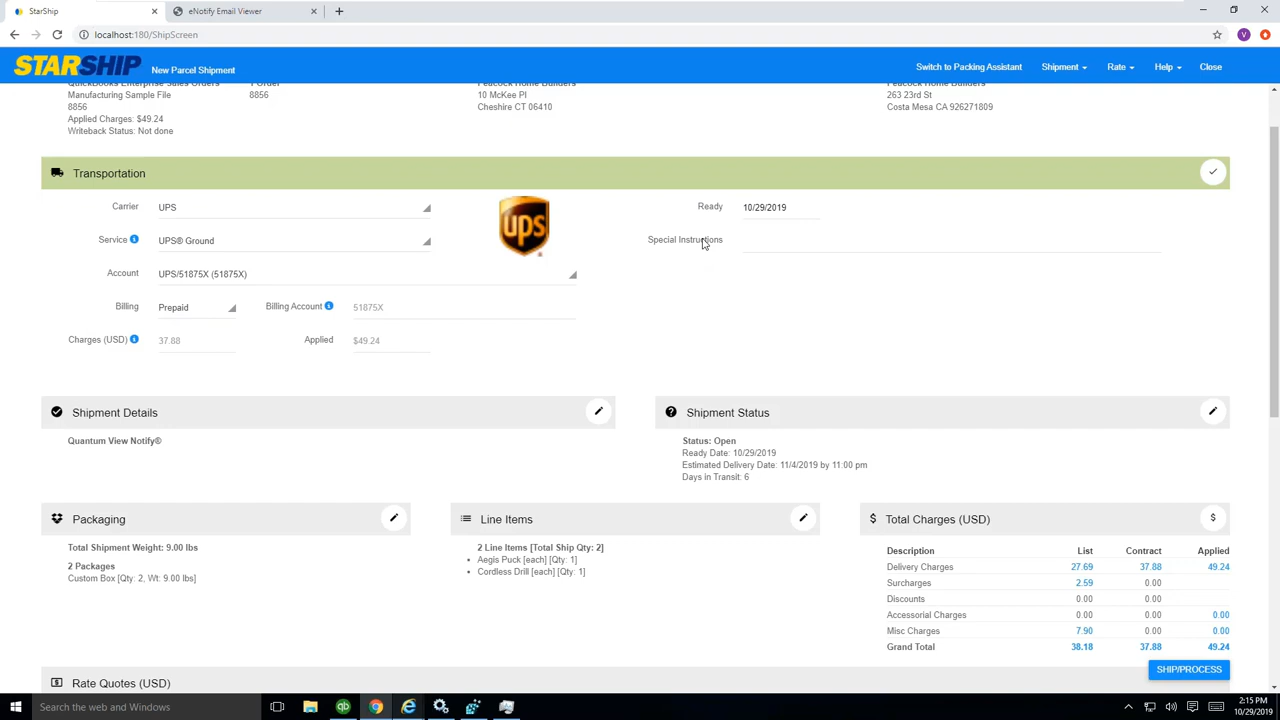 StarShip
eNotify Email Viewer
localhost:180/ShipScreen
V
STARSHIP
New Parcel Shipment
Switch to Packing Assistant
Shipment
Rate
Help
Close
QuickBooks Enterprise Sales Orders
Manufacturing Sample File
8856
Applied Charges: $49.24
Writeback Status: Not done
1 Order
8856
Peacock Home Builders
10 McKee Pl
Cheshire CT 06410
Peacock Home Builders
263 23rd St
Costa Mesa CA 926271809
Transportation
Carrier UPS
Service UPS® Ground
Account UPS/51875X (51875X)
Billing Prepaid Billing Account 51875X
Charges (USD) 37.88 Applied $49.24
ups
Ready 10/29/2019
Special Instructions
Shipment Details
Quantum View Notify®
Shipment Status
Status: Open
Ready Date: 10/29/2019
Estimated Delivery Date: 11/4/2019 by 11:00 pm
Days in Transit: 6
Packaging
Total Shipment Weight: 9.00 lbs
2 Packages
Custom Box [Qty: 2, Wt: 9.00 lbs]
Line Items
2 Line Items [Total Ship Qty: 2]
• Aegis Puck [each] [Qty: 1]
• Cordless Drill [each] [Qty: 1]
$ Total Charges (USD) $
Description List Contract Applied
Delivery Charges 27.69 37.88 49.24
Surcharges 2.59 0.00
Discounts 0.00 0.00
Accessorial Charges 0.00 0.00 0.00
Misc Charges 7.90 0.00 0.00
Grand Total 38.18 37.88 49.24
SHIP/PROCESS
Rate Quotes (USD)
Search the web and Windows
2:15 PM
10/29/2019